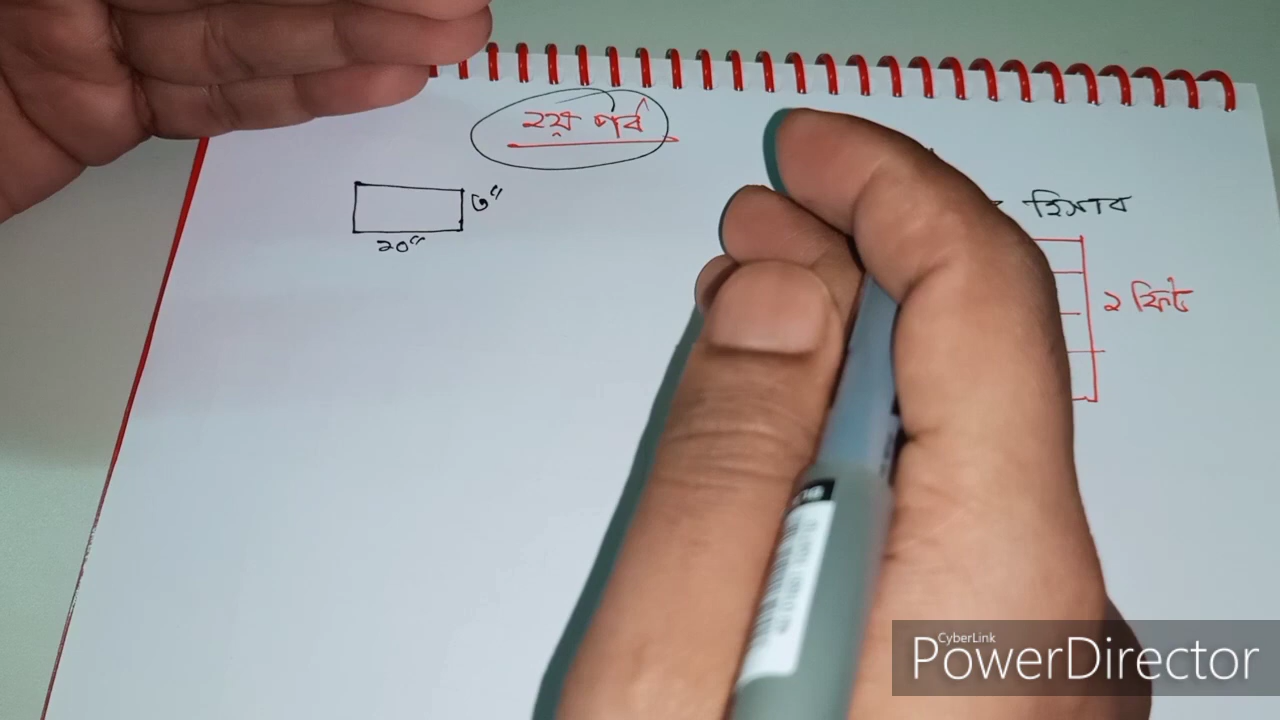 ২য় পর্ব
৩"
২০"
হিসাব
২ ফিট
CyberLink
PowerDirector